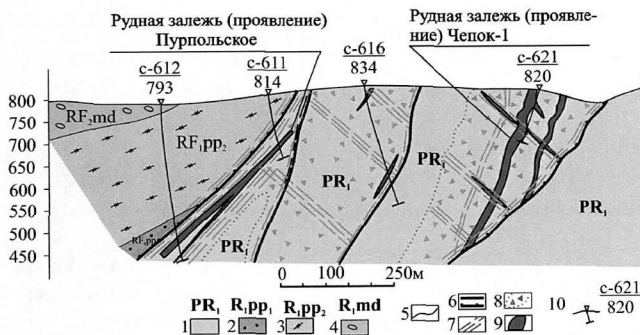 Рудная залежь (проявление)
Пурпольское
Рудная залежь (проявле-
ние) Чепок-1
с-612
793
с-611
814
с-616
834
с-621
820
800
750
700
650
600
550
500
450
RF₂md
RF₁pp₂
RF₁pp₁
PR₁
PR₁
PR₁
PR₁
0 100 250м
PR₁ R₁pp₁ R₁pp₂ R₁md
1 2 3 4 5 6 7 8 9 10
с-621
820